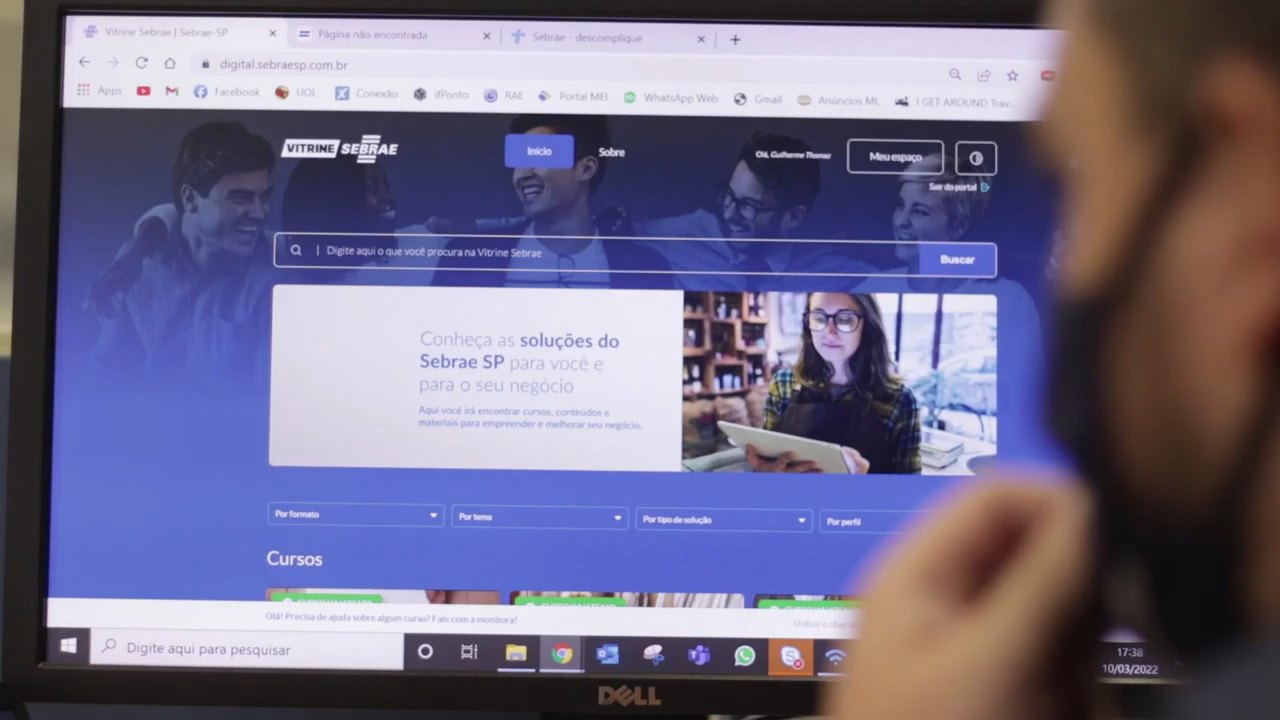 Vitrine Sebrae | Sebrae-SP
Página não encontrada
Sebrae - descomplique
digital.sebraesp.com.br
Apps
Facebook
UOL
Conexão
ifPonto
RAE
Portal MEI
WhatsApp Web
Gmail
Anúncios ML
I GET AROUND Trav...
VITRINE SEBRAE
Início
Sobre
Olá, Guilherme Thomaz
Meu espaço
Sair do portal
Digite aqui o que você procura na Vitrine Sebrae
Buscar
Conheça as soluções do
Sebrae SP para você e
para o seu negócio
Aqui você irá encontrar cursos, conteúdos e
materiais para empreender e melhorar seu negócio.
Por formato
Por tema
Por tipo de solução
Por perfil
Cursos
Olá! Precisa de ajuda sobre algum curso? Fale com a monitora!
Utilize o chat
Digite aqui para pesquisar
17:38
10/03/2022
DELL